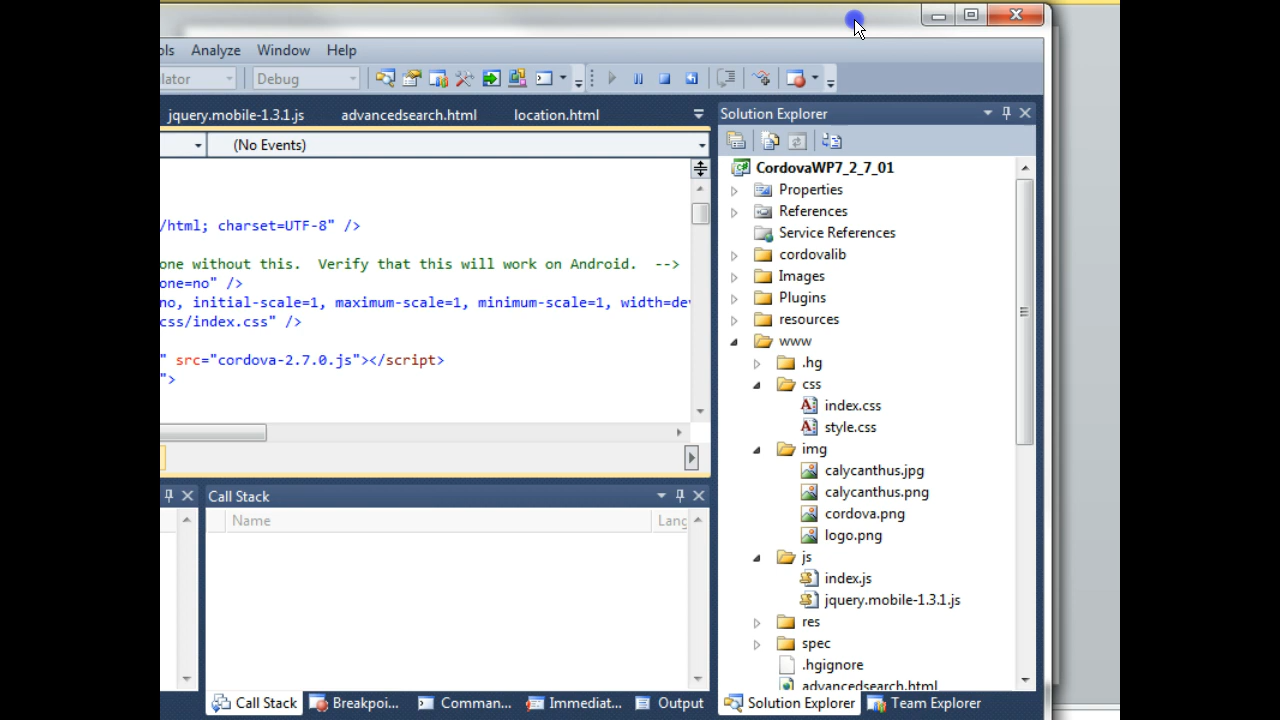 ols Analyze Window Help
lator Debug
jquery.mobile-1.3.1.js advancedsearch.html location.html
(No Events)
/html; charset=UTF-8" />
one without this. Verify that this will work on Android. -->
one=no" />
no, initial-scale=1, maximum-scale=1, minimum-scale=1, width=de
css/index.css" />
" src="cordova-2.7.0.js"></script>
">
Call Stack
Name Lang
Call Stack Breakpoi... Comman... Immediat... Output
Solution Explorer
CordovaWP7_2_7_01
Properties
References
Service References
cordovalib
Images
Plugins
resources
www
.hg
css
index.css
style.css
img
calycanthus.jpg
calycanthus.png
cordova.png
logo.png
js
index.js
jquery.mobile-1.3.1.js
res
spec
.hgignore
advancedsearch.html
Solution Explorer Team Explorer